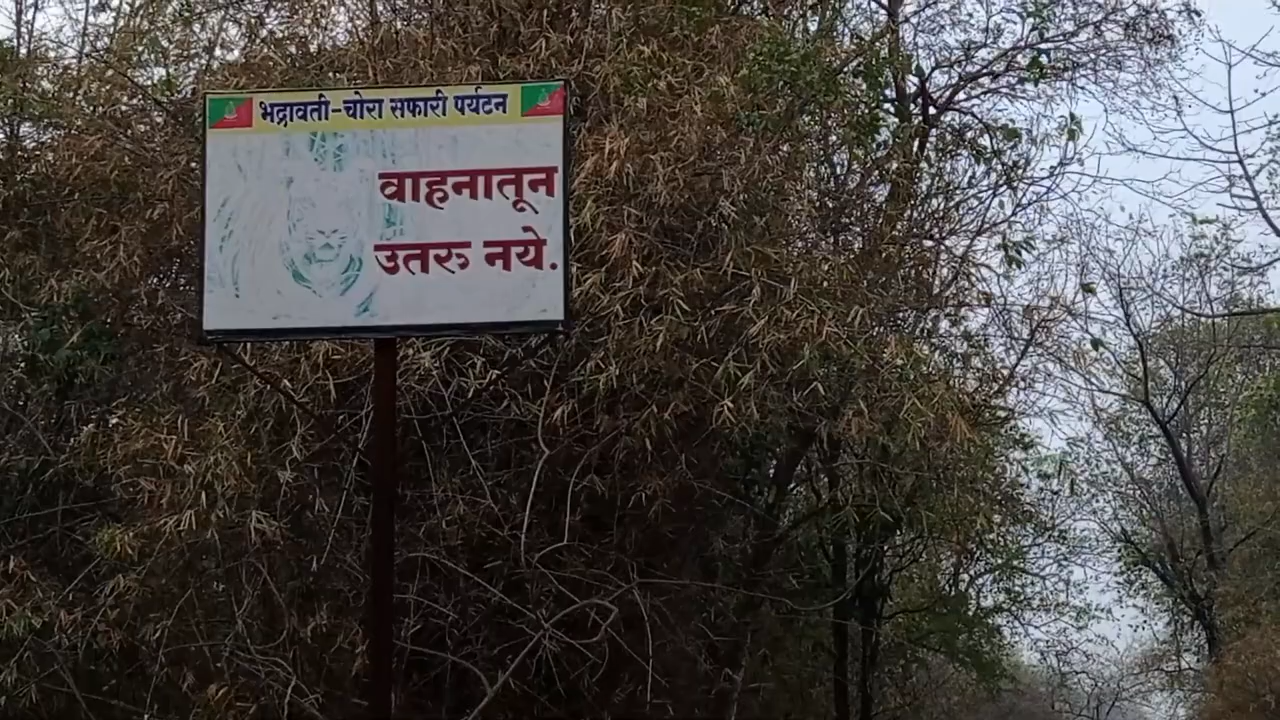 भद्रावती-चोरा सफारी पर्यटन
वाहनातून
उतरु नये.